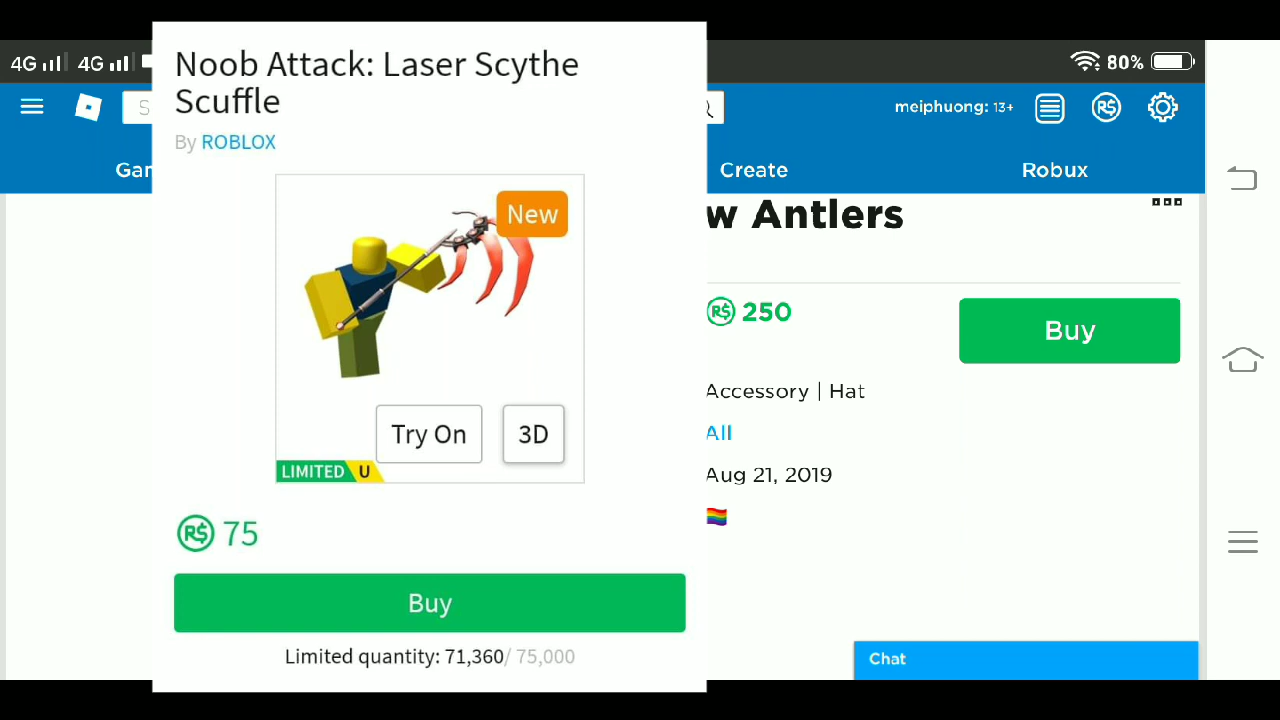 Noob Attack: Laser Scythe
Scuffle
By ROBLOX
New
Try On
3D
LIMITED U
R$ 75
Buy
Limited quantity: 71,360/ 75,000
4G 4G
80%
S
meiphuong: 13+
R$
Create
Robux
w Antlers
R$ 250
Buy
Accessory | Hat
All
Aug 21, 2019
Chat